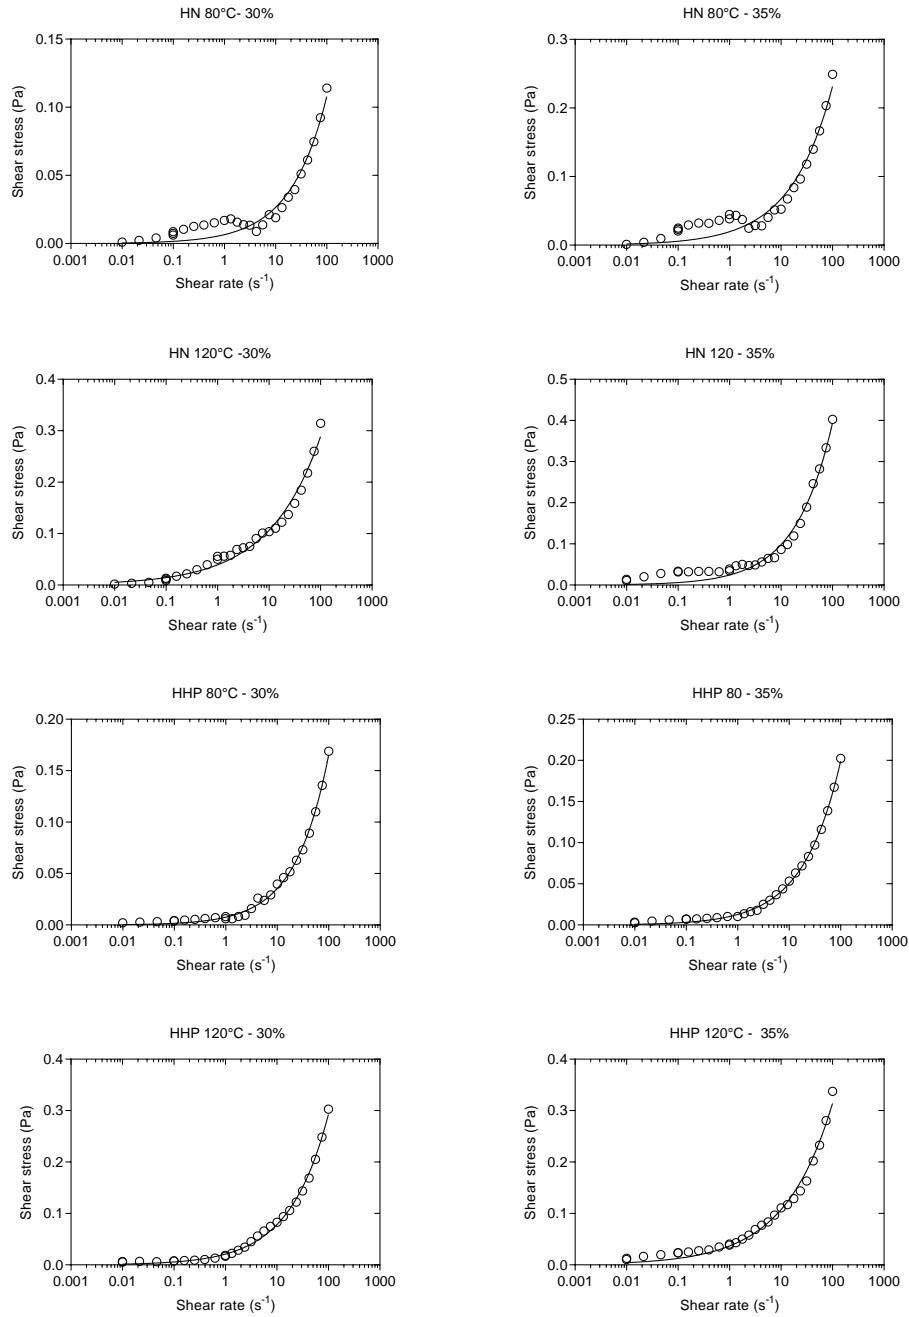 HN 80°C- 30%
0.15
0.10
0.05
0.00
Shear stress (Pa)
0.001 0.01 0.1 1 10 100 1000
Shear rate (s-1)
HN 80°C - 35%
0.3
0.2
0.1
0.0
Shear stress (Pa)
0.001 0.01 0.1 1 10 100 1000
Shear rate (s-1)
HN 120°C -30%
0.4
0.3
0.2
0.1
0.0
Shear stress (Pa)
0.001 0.01 0.1 1 10 100 1000
Shear rate (s-1)
HN 120 - 35%
0.5
0.4
0.3
0.2
0.1
0.0
Shear stress (Pa)
0.001 0.01 0.1 1 10 100 1000
Shear rate (s-1)
HHP 80°C - 30%
0.20
0.15
0.10
0.05
0.00
Shear stress (Pa)
0.001 0.01 0.1 1 10 100 1000
Shear rate (s-1)
HHP 80 - 35%
0.25
0.20
0.15
0.10
0.05
0.00
Shear stress (Pa)
0.001 0.01 0.1 1 10 100 1000
Shear rate (s-1)
HHP 120°C - 30%
0.4
0.3
0.2
0.1
0.0
Shear stress (Pa)
0.001 0.01 0.1 1 10 100 1000
Shear rate (s-1)
HHP 120°C - 35%
0.4
0.3
0.2
0.1
0.0
Shear stress (Pa)
0.001 0.01 0.1 1 10 100 1000
Shear rate (s-1)